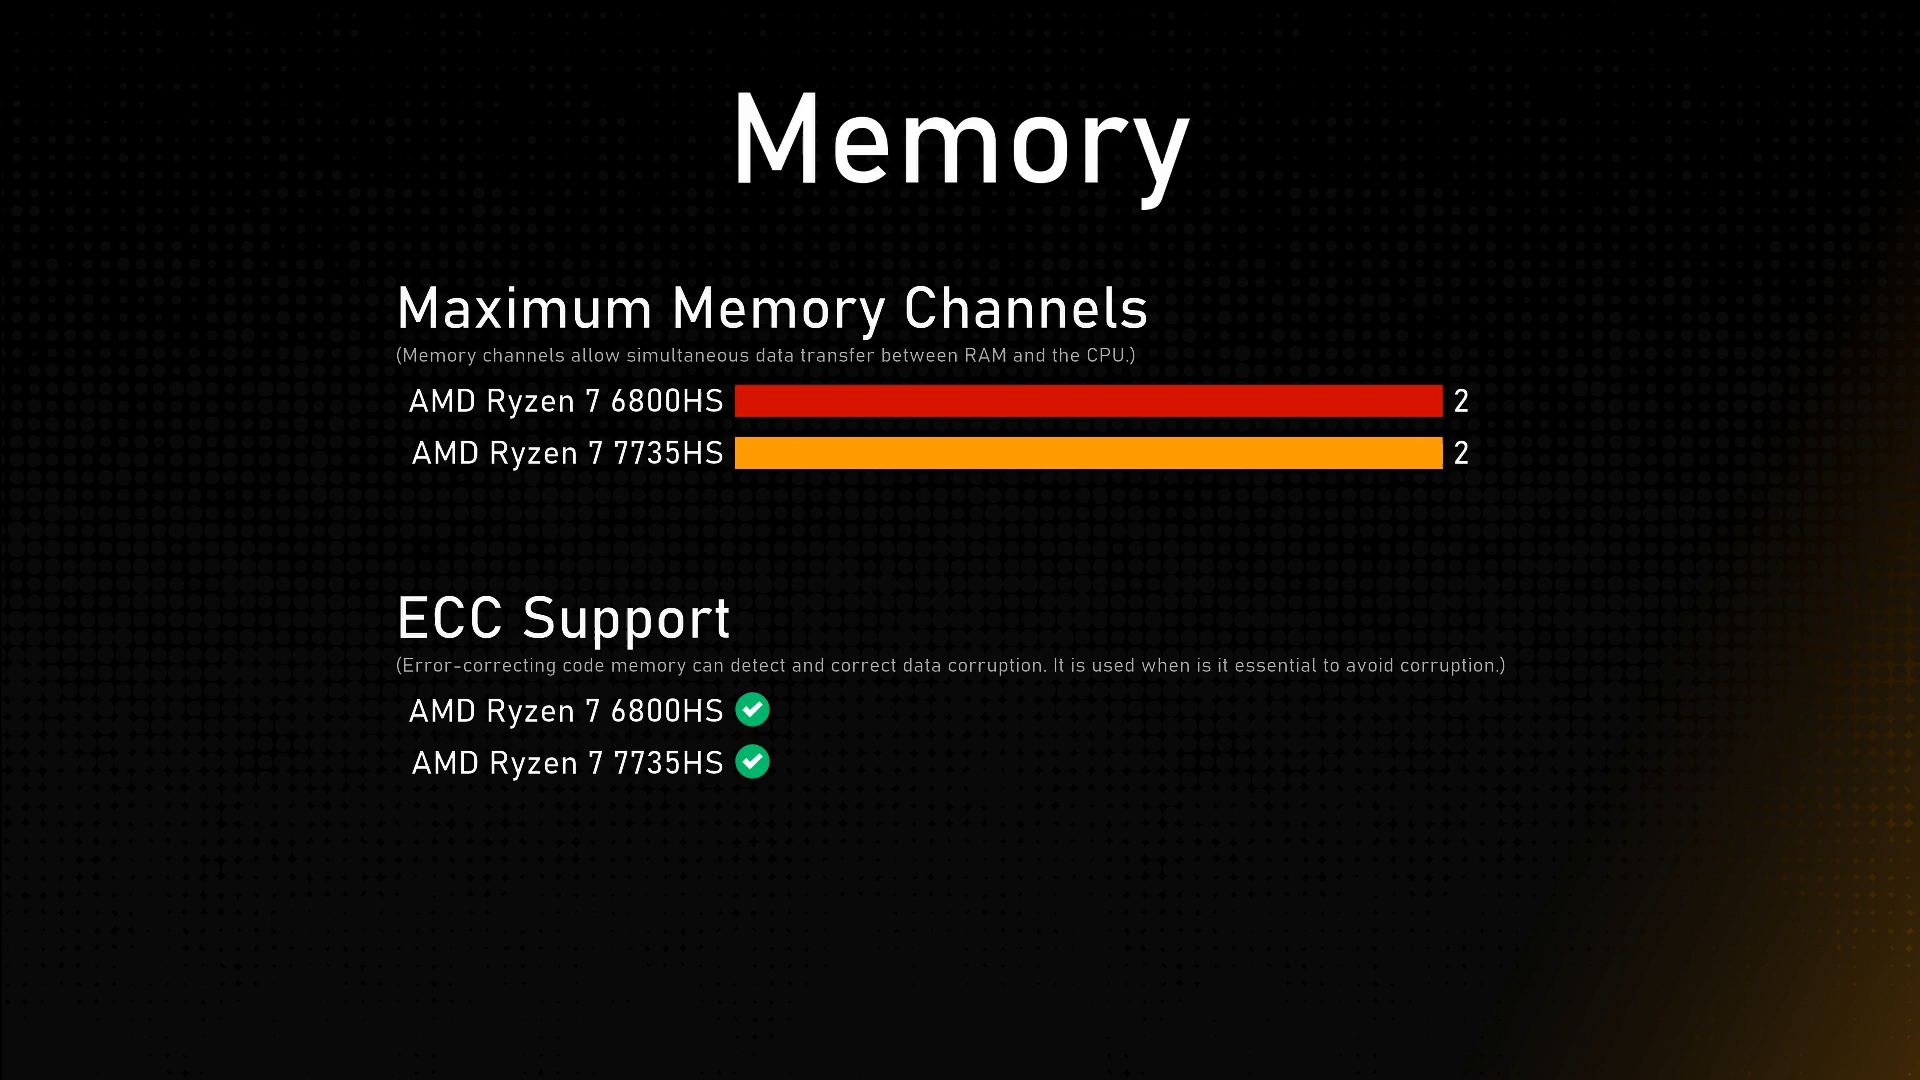 Memory
Maximum Memory Channels
(Memory channels allow simultaneous data transfer between RAM and the CPU.)
AMD Ryzen 7 6800HS 2
AMD Ryzen 7 7735HS 2
ECC Support
(Error-correcting code memory can detect and correct data corruption. It is used when is it essential to avoid corruption.)
AMD Ryzen 7 6800HS
AMD Ryzen 7 7735HS